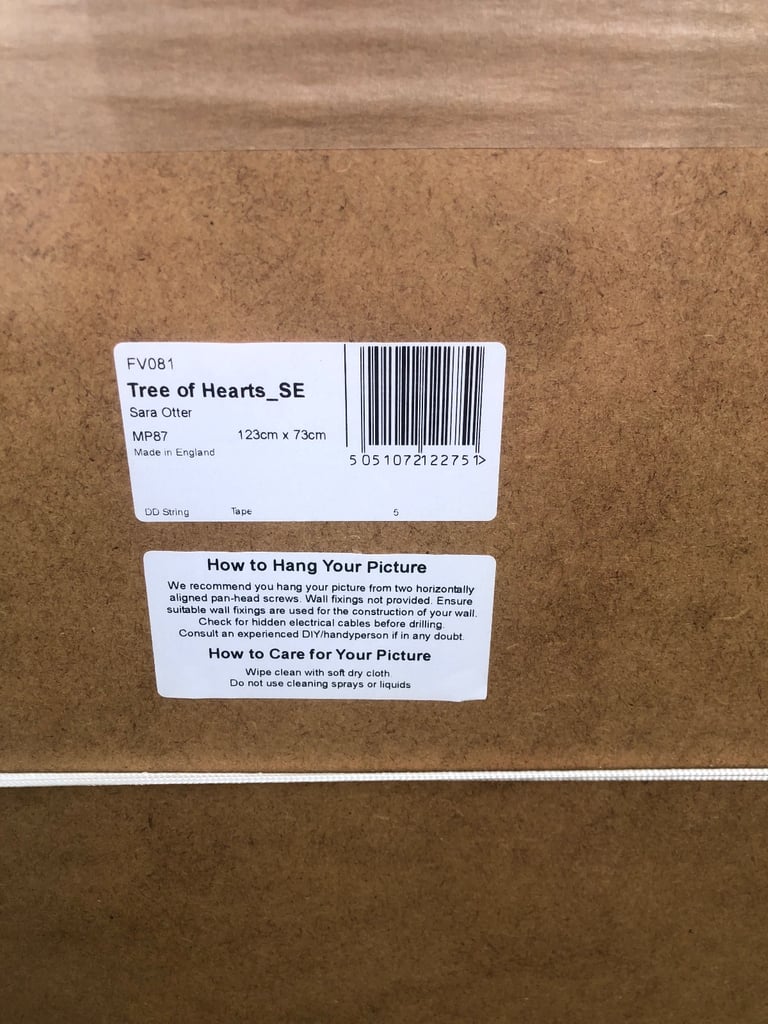 FV081
Tree of Hearts_SE
Sara Otter
MP87 123cm x 73cm
Made in England
5 051072122751>
DD String Tape 5
How to Hang Your Picture
We recommend you hang your picture from two horizontally
aligned pan-head screws. Wall fixings not provided. Ensure
suitable wall fixings are used for the construction of your wall.
Check for hidden electrical cables before drilling.
Consult an experienced DIY/handyperson if in any doubt.
How to Care for Your Picture
Wipe clean with soft dry cloth
Do not use cleaning sprays or liquids